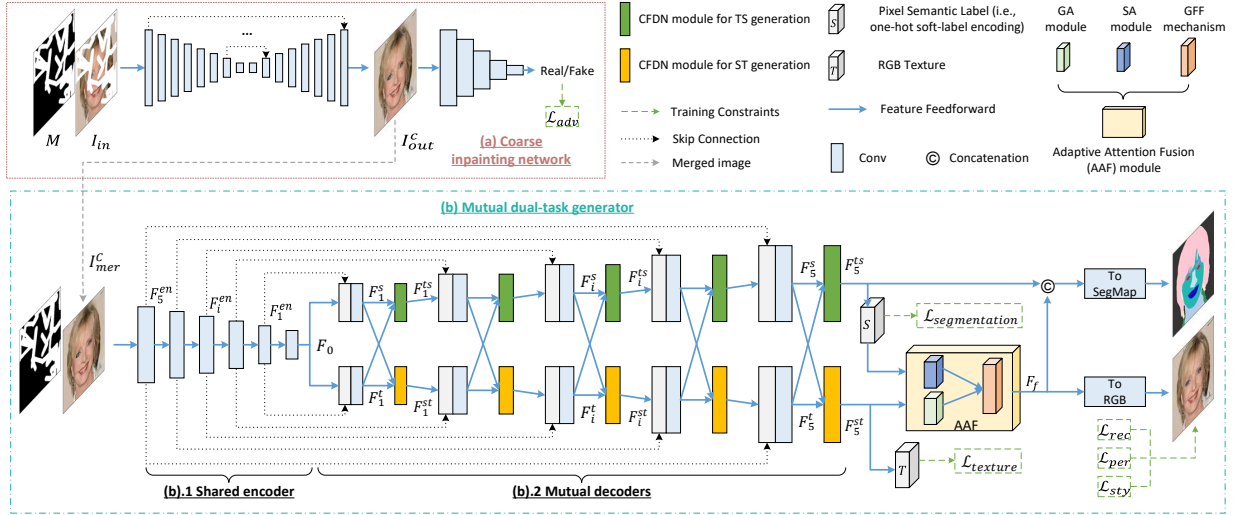 M
I_in
...
I^c_out
Real/Fake
L_adv
(a) Coarse
inpainting network
CFDN module for TS generation
CFDN module for ST generation
Training Constraints
Skip Connection
Merged image
S
Pixel Semantic Label (i.e.,
one-hot soft-label encoding)
T
RGB Texture
Feature Feedforward
Conv
© Concatenation
GA
module
SA
module
GFF
mechanism
Adaptive Attention Fusion
(AAF) module
(b) Mutual dual-task generator
I^C_mer
F^en_5
F^en_i
F^en_1
F_0
F^s_1
F^ts_1
F^s_i
F^ts_i
F^s_5
F^ts_5
F^t_1
F^st_1
F^t_i
F^st_i
F^t_5
F^st_5
S
L_segmentation
©
To
SegMap
AAF
F_f
To
RGB
T
L_texture
L_rec
L_per
L_sty
(b).1 Shared encoder
(b).2 Mutual decoders